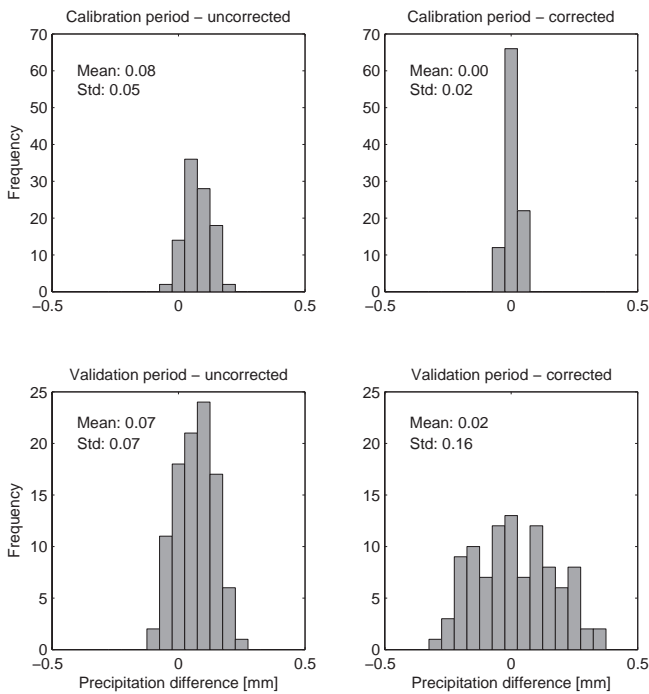 Calibration period − uncorrected
70
60
50
40
30
20
10
0
Frequency
Mean: 0.08
Std: 0.05
−0.5
0
0.5
Calibration period − corrected
70
60
50
40
30
20
10
0
Mean: 0.00
Std: 0.02
−0.5
0
0.5
Validation period − uncorrected
25
20
15
10
5
0
Frequency
Mean: 0.07
Std: 0.07
−0.5
0
0.5
Precipitation difference [mm]
Validation period − corrected
25
20
15
10
5
0
Mean: 0.02
Std: 0.16
−0.5
0
0.5
Precipitation difference [mm]